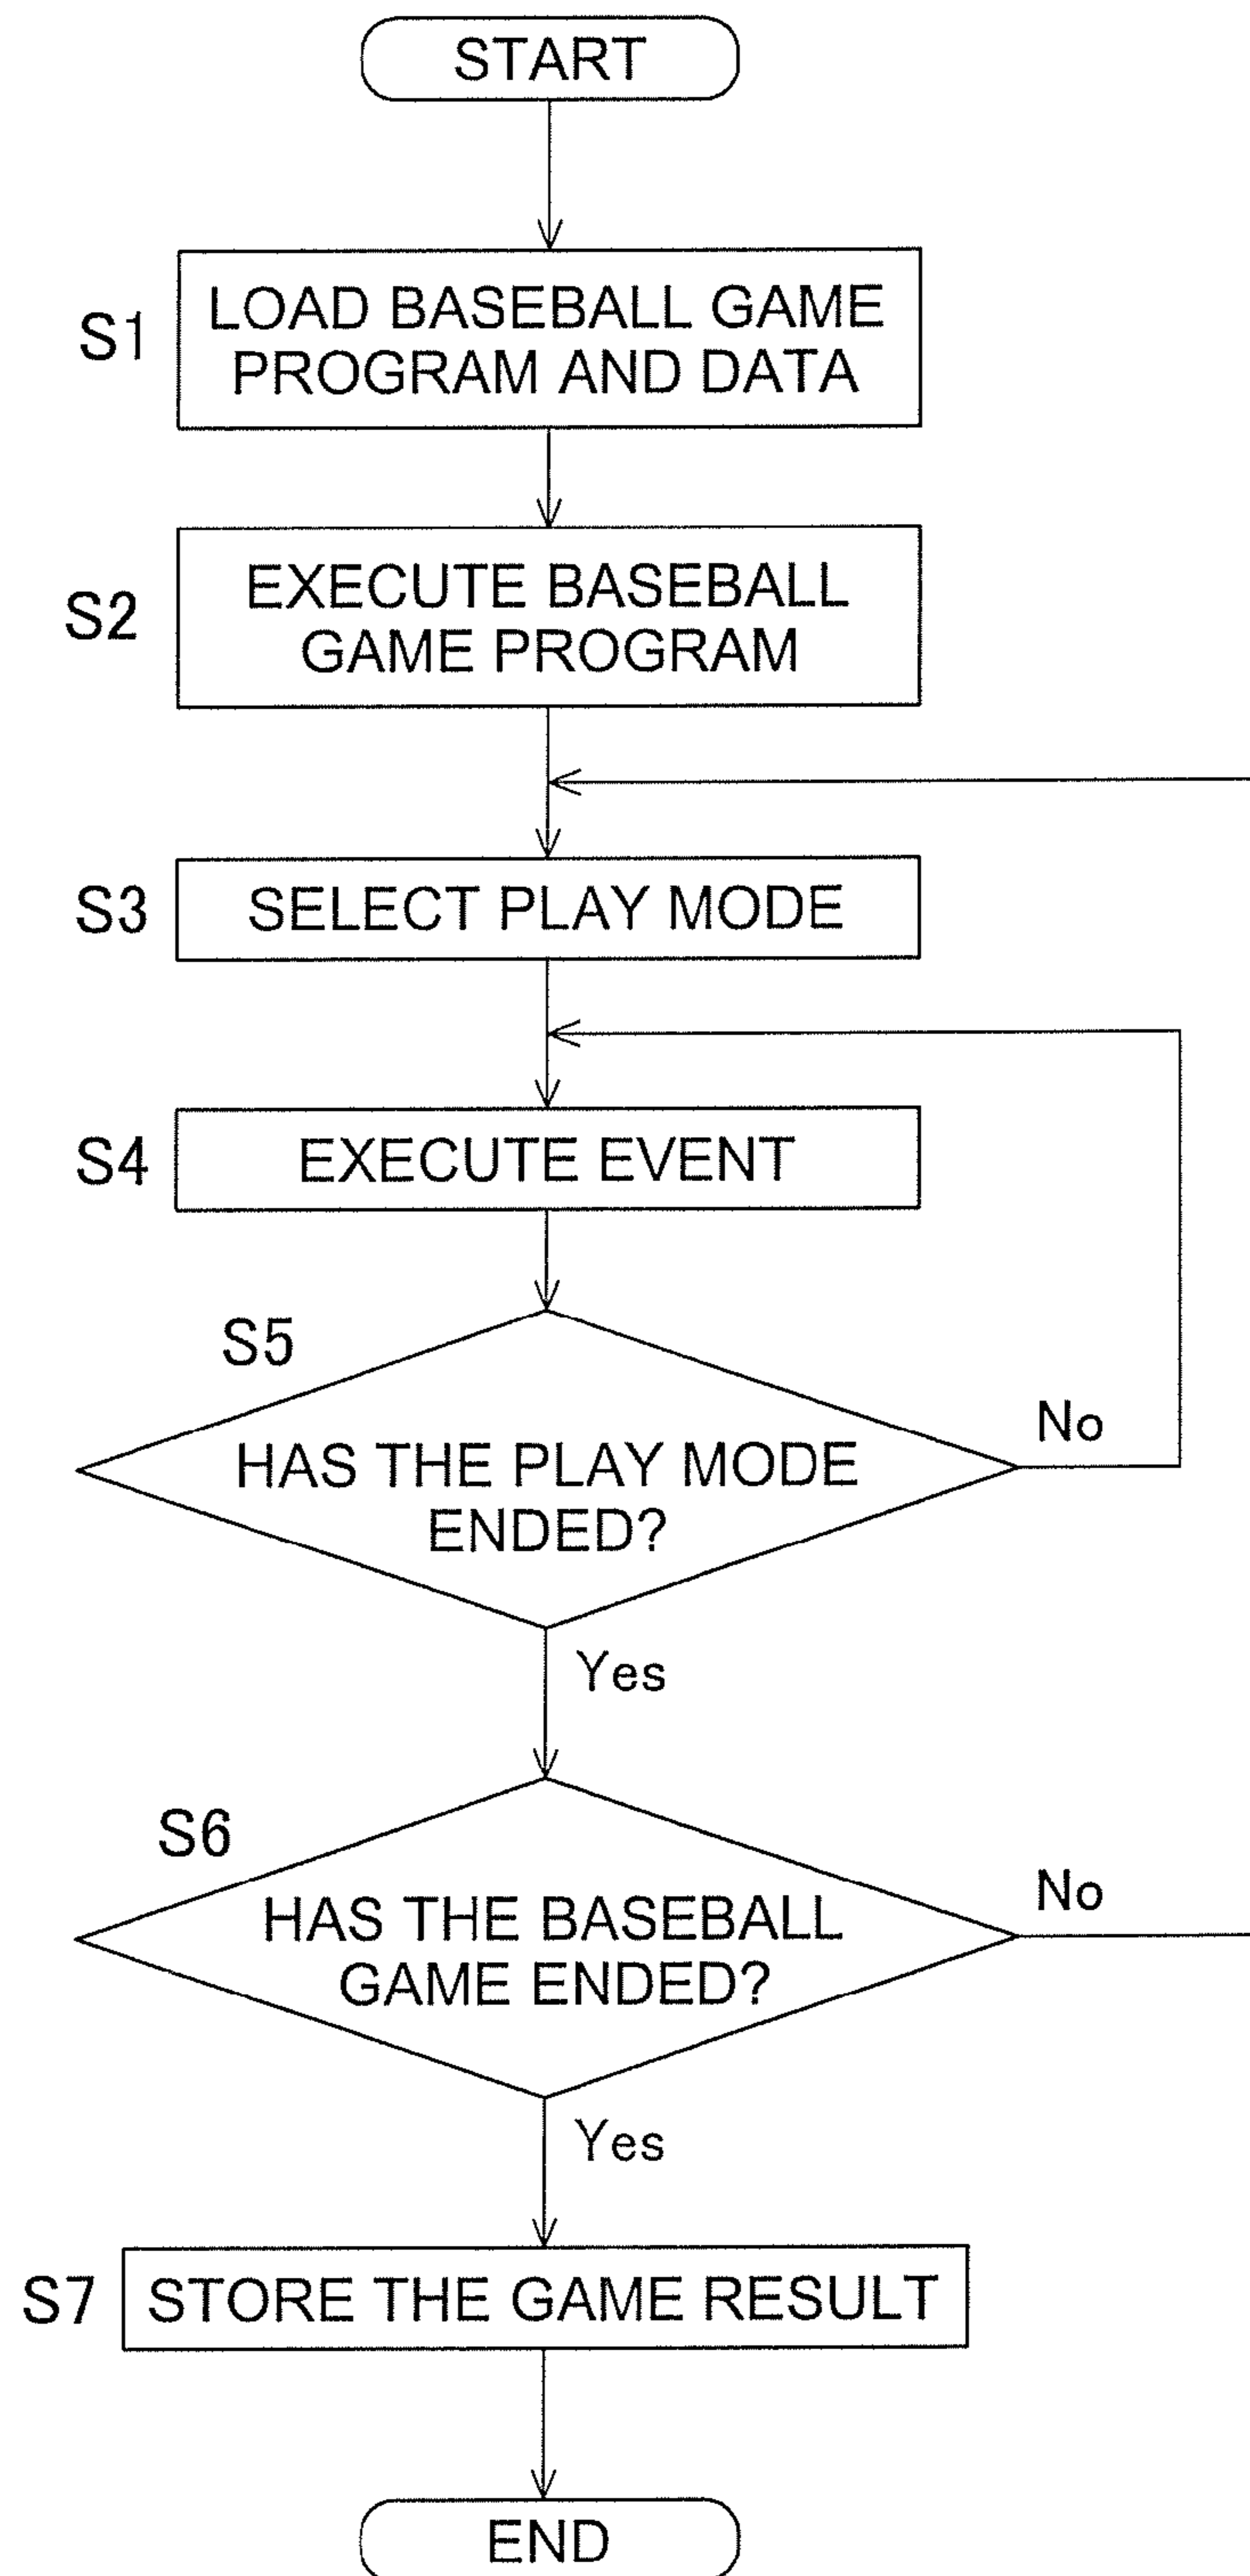 START
S1
LOAD BASEBALL GAME
PROGRAM AND DATA
S2
EXECUTE BASEBALL
GAME PROGRAM
S3
SELECT PLAY MODE
S4
EXECUTE EVENT
S5
HAS THE PLAY MODE
ENDED?
No
Yes
S6
HAS THE BASEBALL
GAME ENDED?
No
Yes
S7
STORE THE GAME RESULT
END